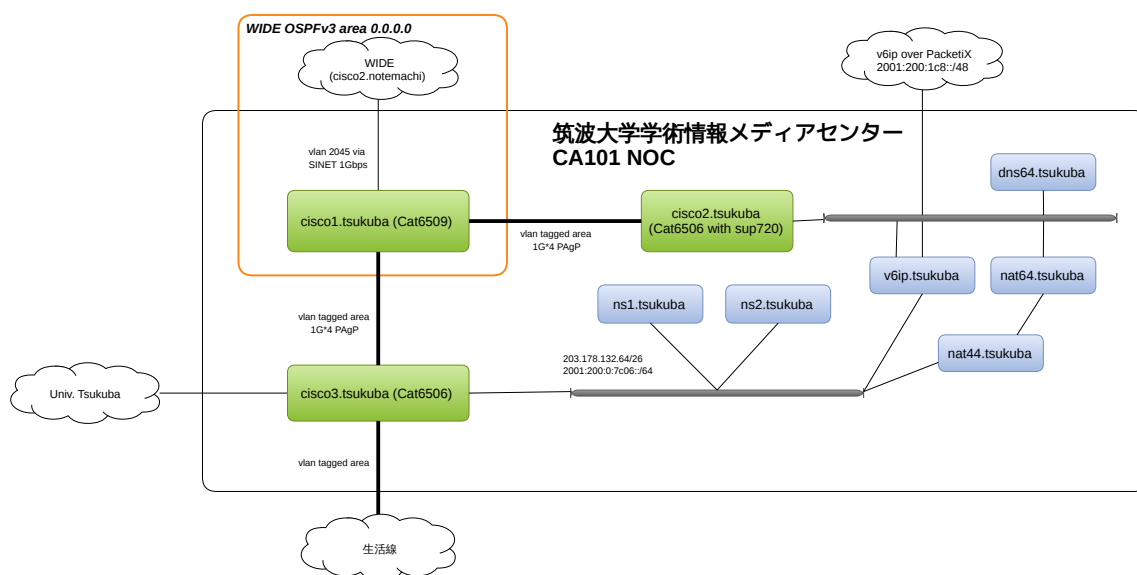 WIDE OSPFv3 area 0.0.0.0
WIDE
(cisco2.notemachi)
v6ip over PacketiX
2001:200:1c8::/48
筑波大学学術情報メディアセンター
CA101 NOC
vlan 2045 via
SINET 1Gbps
dns64.tsukuba
cisco1.tsukuba (Cat6509)
cisco2.tsukuba
(Cat6506 with sup720)
vlan tagged area
1G*4 PAgP
v6ip.tsukuba
nat64.tsukuba
ns1.tsukuba
ns2.tsukuba
vlan tagged area
1G*4 PAgP
nat44.tsukuba
203.178.132.64/26
2001:200:0:7c06::/64
Univ. Tsukuba
cisco3.tsukuba (Cat6506)
vlan tagged area
生活線